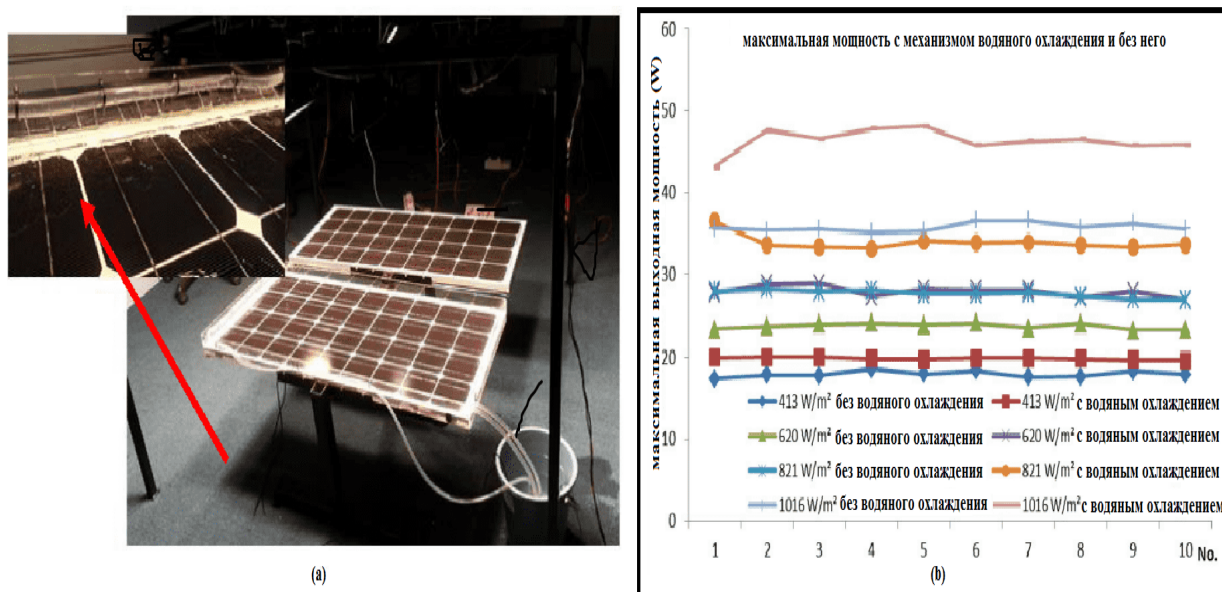 (a)
максимальная мощность с механизмом водяного охлаждения и без него
максимальная выходная мощность (W)
60
50
40
30
20
10
0
413 W/m² без водяного охлаждения
413 W/m² с водяным охлаждением
620 W/m² без водяного охлаждения
620 W/m² с водяным охлаждением
821 W/m² без водяного охлаждения
821 W/m² с водяным охлаждением
1016 W/m² без водяного охлаждения
1016 W/m² с водяным охлаждением
1 2 3 4 5 6 7 8 9 10 No.
(b)